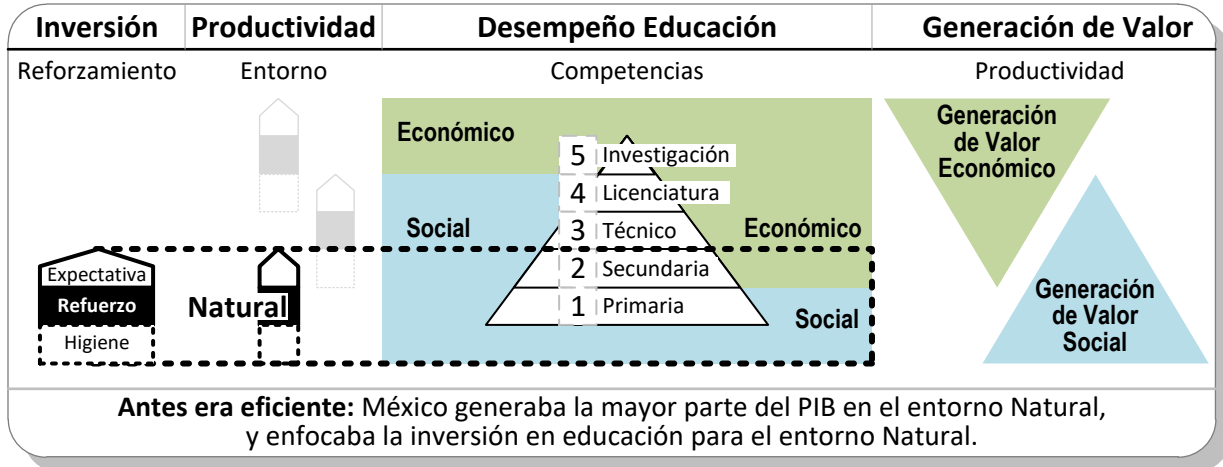 Inversión
Productividad
Desempeño Educación
Generación de Valor
Reforzamiento
Entorno
Competencias
Productividad
Económico
5 Investigación
4 Licenciatura
Social
3 Técnico
Económico
2 Secundaria
1 Primaria
Social
Expectativa
Refuerzo
Higiene
Natural
Generación
de Valor
Económico
Generación
de Valor
Social
Antes era eficiente: México generaba la mayor parte del PIB en el entorno Natural,
y enfocaba la inversión en educación para el entorno Natural.